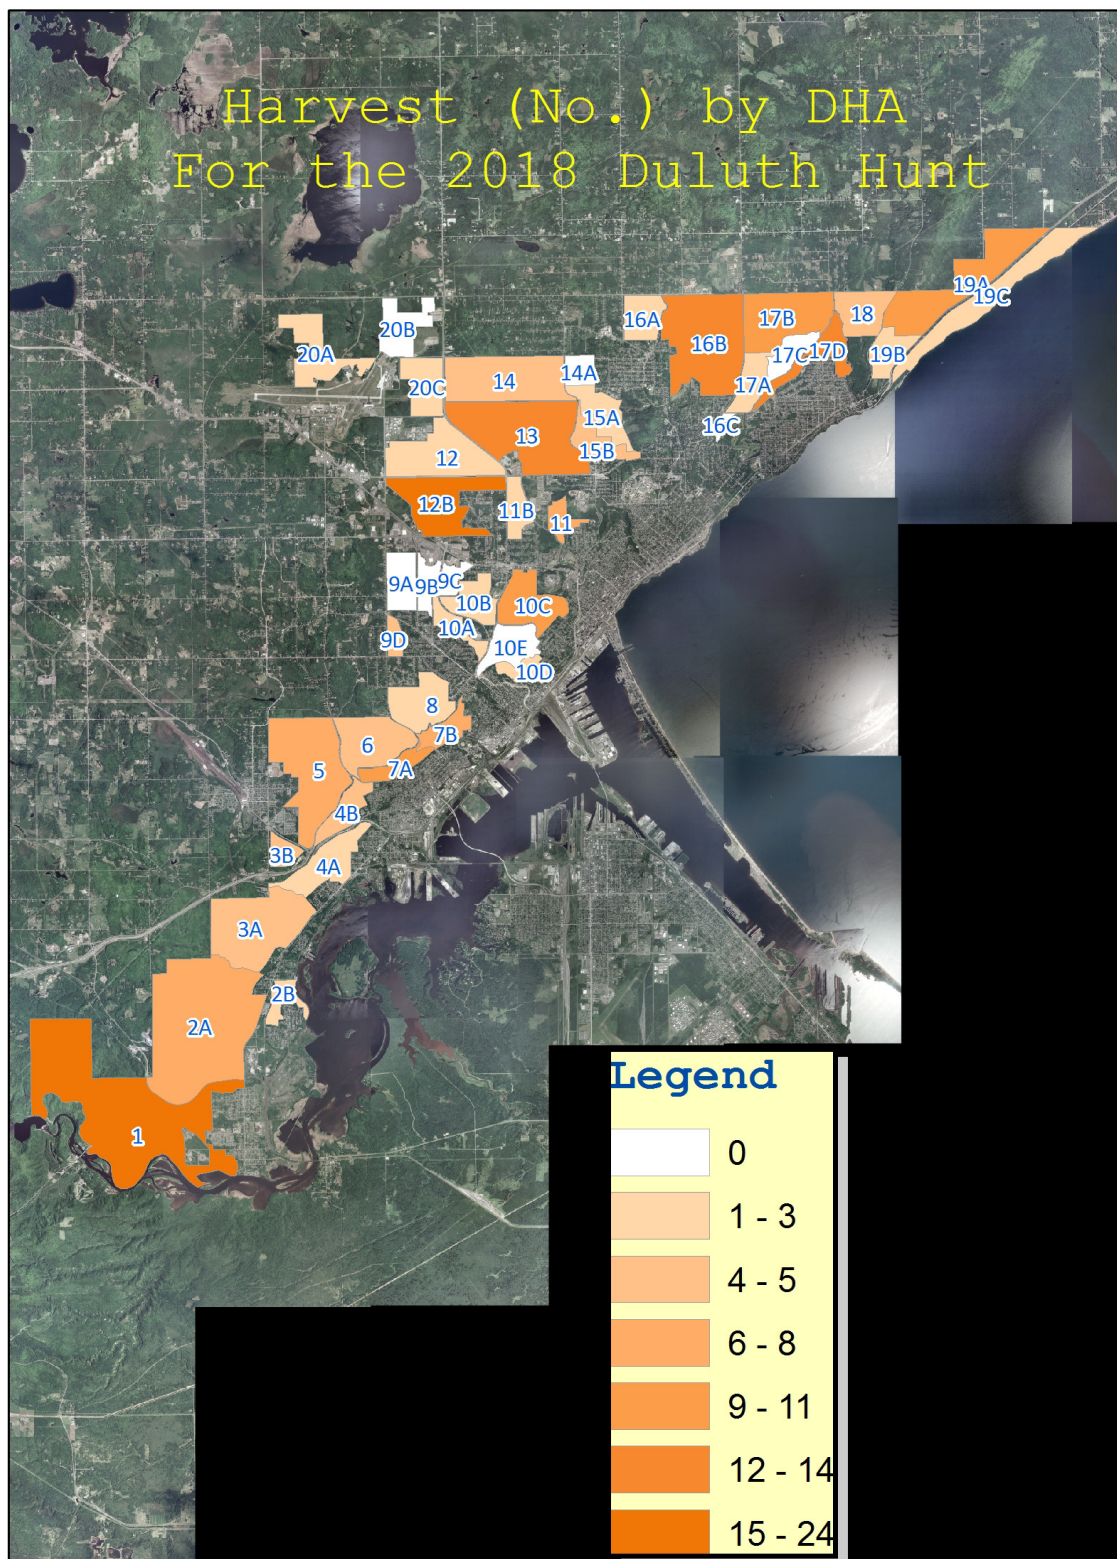 Harvest (No.) by DHA
For the 2018 Duluth Hunt
19A
19C
20B
16A
17B
18
20A
16B
17C
17D
19B
14A
20C
14
17A
15A
16C
13
15B
12
12B
11B
11
9A
9B
9C
10B
10C
10A
9D
10E
10D
8
7B
6
7A
5
4B
3B
4A
3A
2B
2A
1
Legend
0
1 - 3
4 - 5
6 - 8
9 - 11
12 - 14
15 - 24